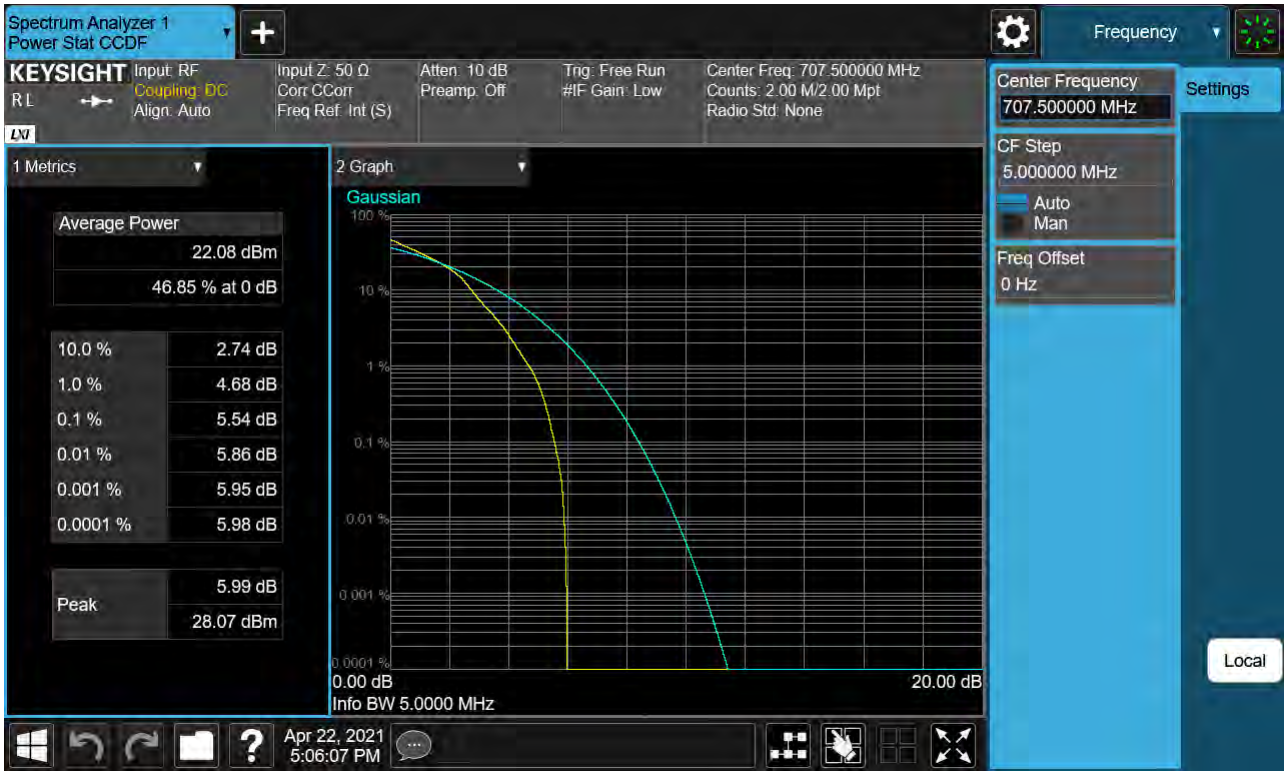 Spectrum Analyzer 1
Power Stat CCDF
+
Frequency
KEYSIGHT
RL
LXI
Input: RF
Coupling: DC
Align: Auto
Input Z: 50 Ω
Corr CCorr
Freq Ref: Int (S)
Atten: 10 dB
Preamp: Off
Trig: Free Run
#IF Gain: Low
Center Freq: 707.500000 MHz
Counts: 2.00 M/2.00 Mpt
Radio Std: None
1 Metrics
Average Power
22.08 dBm
46.85 % at 0 dB
10.0 % 2.74 dB
1.0 % 4.68 dB
0.1 % 5.54 dB
0.01 % 5.86 dB
0.001 % 5.95 dB
0.0001 % 5.98 dB
Peak 5.99 dB
28.07 dBm
2 Graph
Gaussian
100 %
10 %
1 %
0.1 %
0.01 %
0.001 %
0.0001 %
0.00 dB 20.00 dB
Info BW 5.0000 MHz
Center Frequency
707.500000 MHz
CF Step
5.000000 MHz
Auto
Man
Freq Offset
0 Hz
Settings
Local
?
Apr 22, 2021
5:06:07 PM